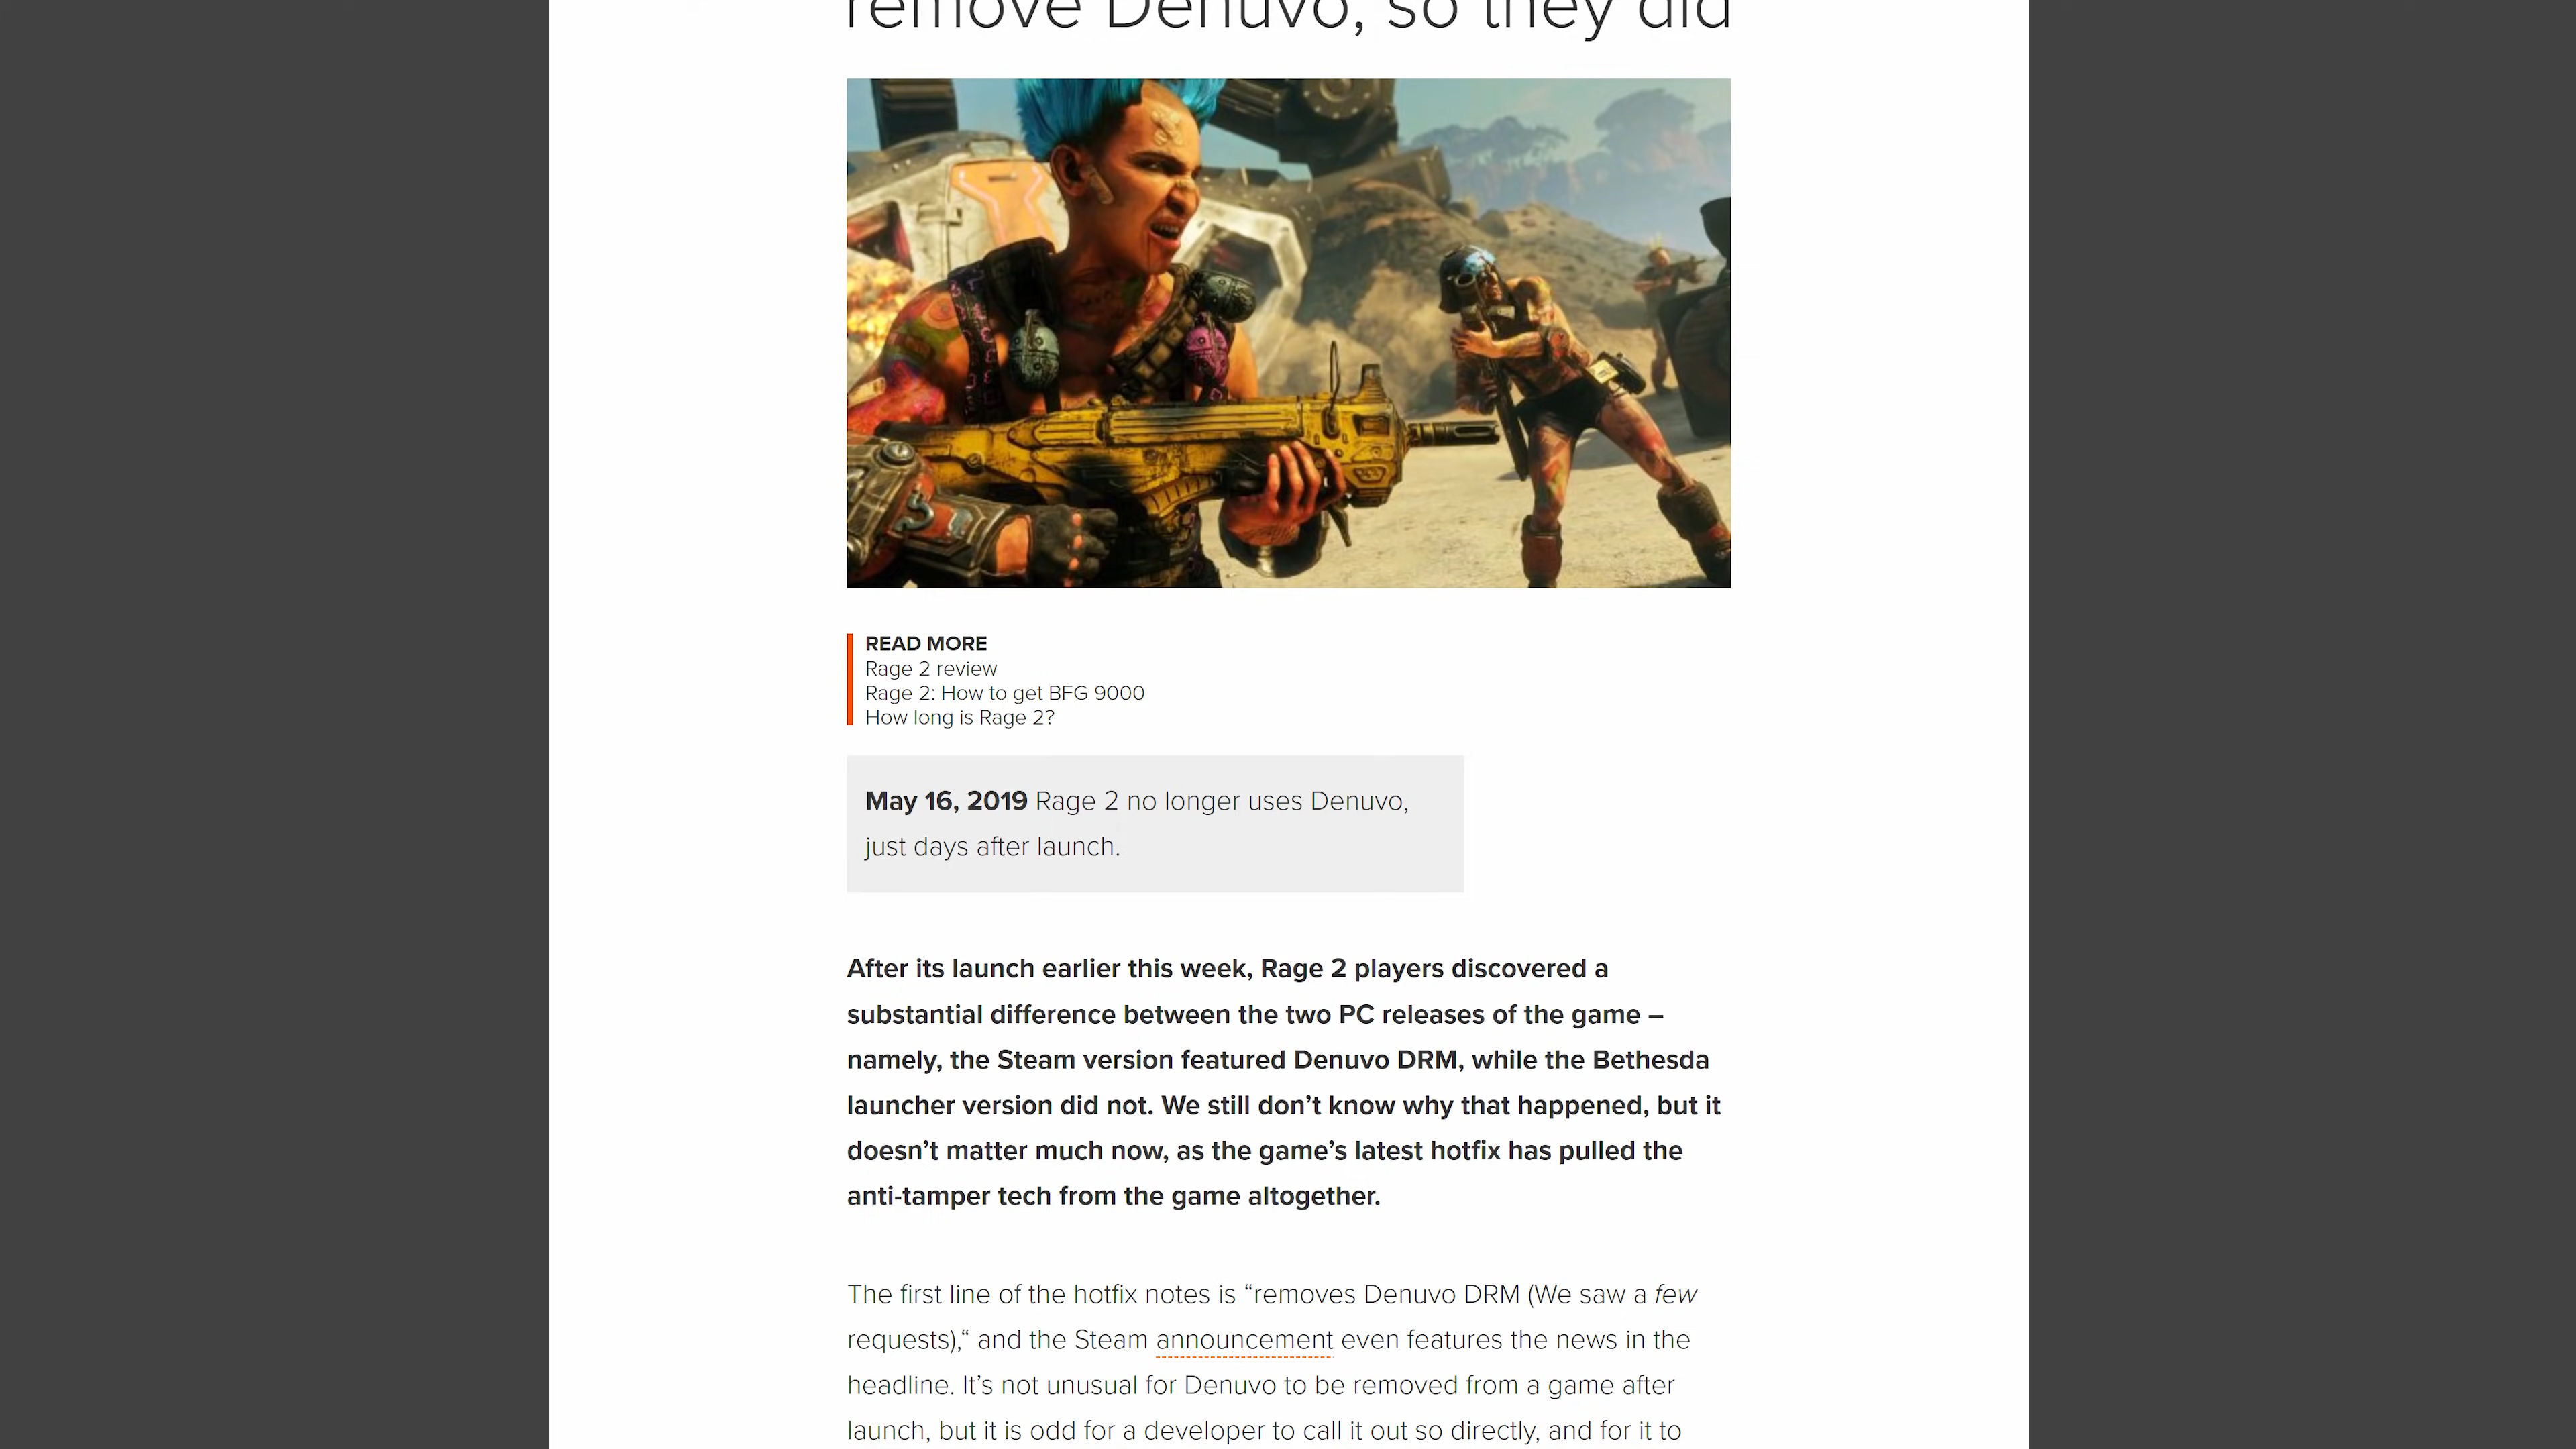 remove Denuvo, so they did
READ MORE
Rage 2 review
Rage 2: How to get BFG 9000
How long is Rage 2?
May 16, 2019 Rage 2 no longer uses Denuvo,
just days after launch.
After its launch earlier this week, Rage 2 players discovered a
substantial difference between the two PC releases of the game –
namely, the Steam version featured Denuvo DRM, while the Bethesda
launcher version did not. We still don’t know why that happened, but it
doesn’t matter much now, as the game’s latest hotfix has pulled the
anti-tamper tech from the game altogether.
The first line of the hotfix notes is “removes Denuvo DRM (We saw a few
requests),“ and the Steam announcement even features the news in the
headline. It’s not unusual for Denuvo to be removed from a game after
launch, but it is odd for a developer to call it out so directly, and for it to